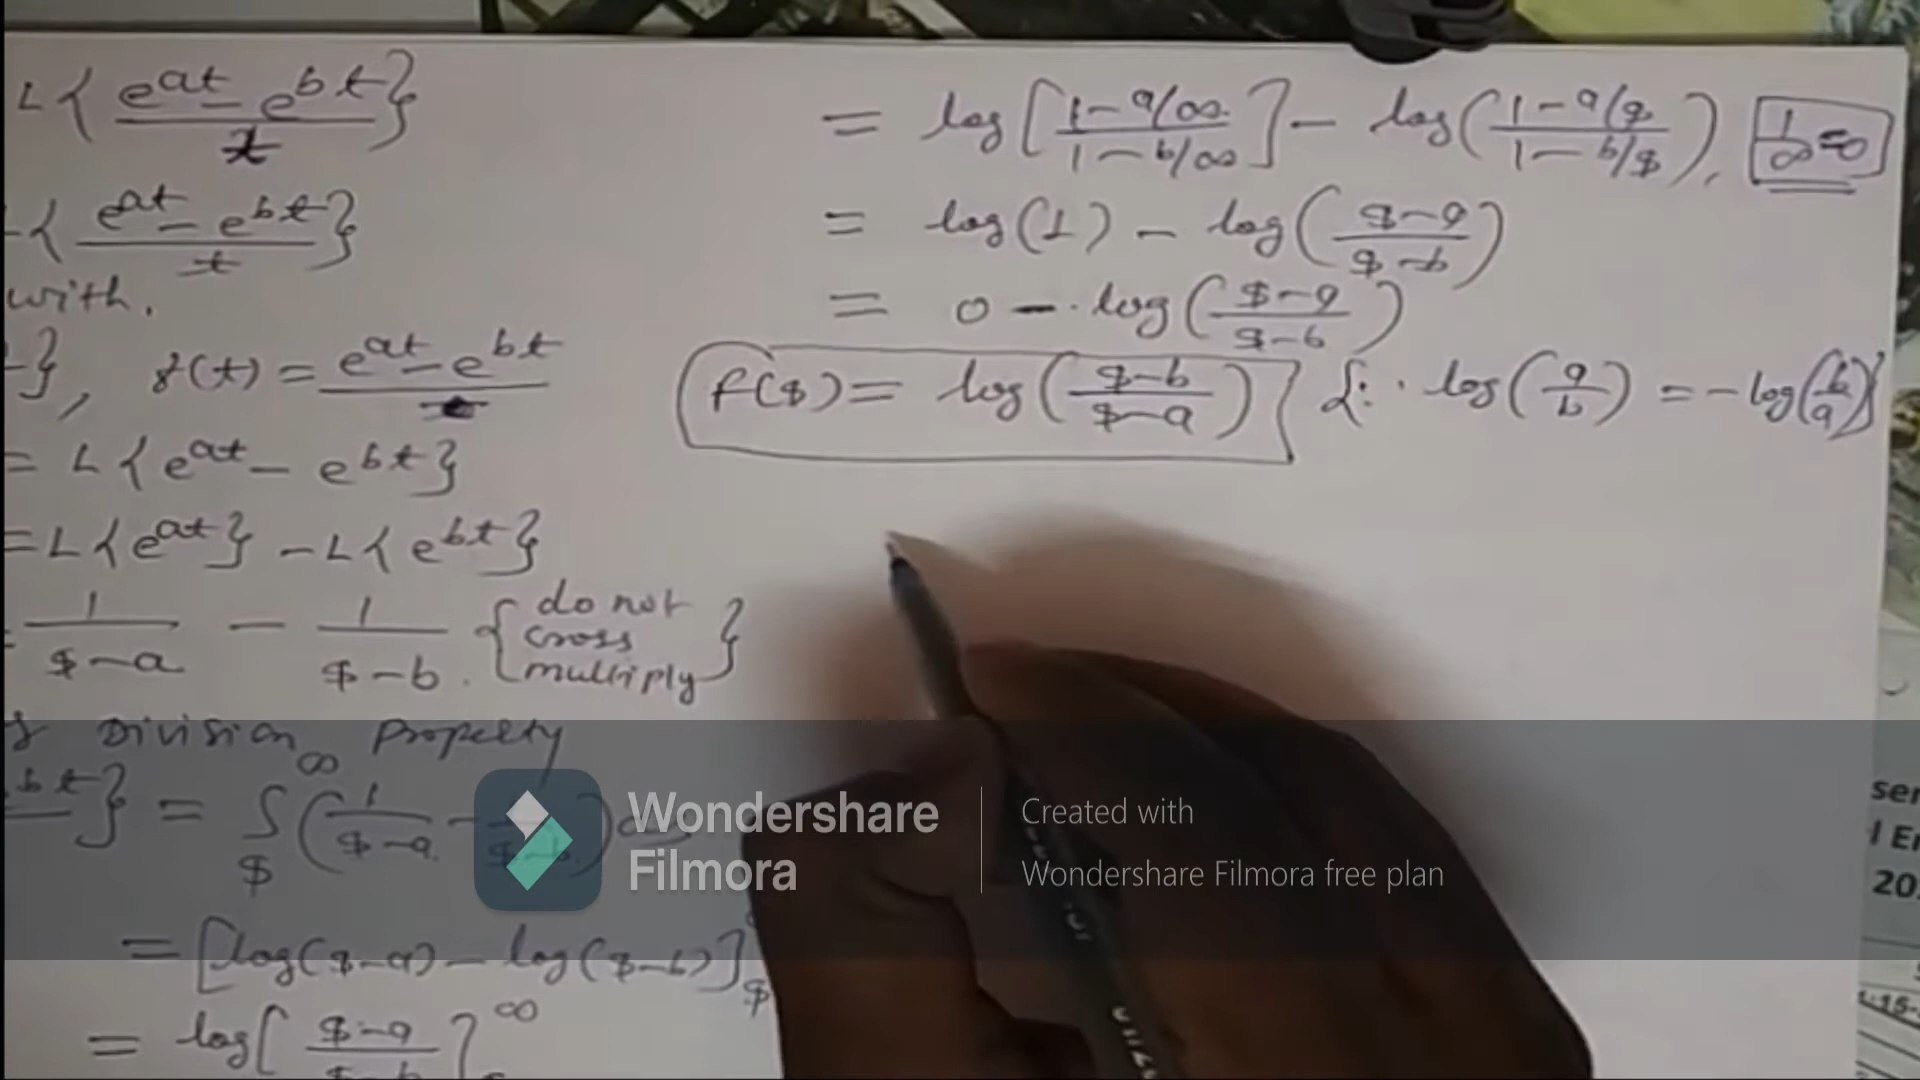 L{ e^at - e^bt / t }
{ e^at - e^bt / t }
with.
}, f(t) = e^at - e^bt / t
= L{e^at - e^bt}
= L{e^at} - L{e^bt}
1/($-a) - 1/($-b) . { do not
cross
multiply }
Division Property
bt} = ∫_$^∞ ( 1/($-a) -
= [log($-a) - log($-b)]_$
= log[ ($-a)/($-b) ]^∞
= log[ (1-a/∞)/(1-b/∞) ] - log( (1-a/$)/(1-b/$) ), 1/∞=0
= log(1) - log( ($-a)/($-b) )
= 0 - log( ($-a)/($-b) )
f($) = log( ($-b)/($-a) ) {∵ log(a/b) = -log(b/a)}
Wondershare
Filmora
Created with
Wondershare Filmora free plan